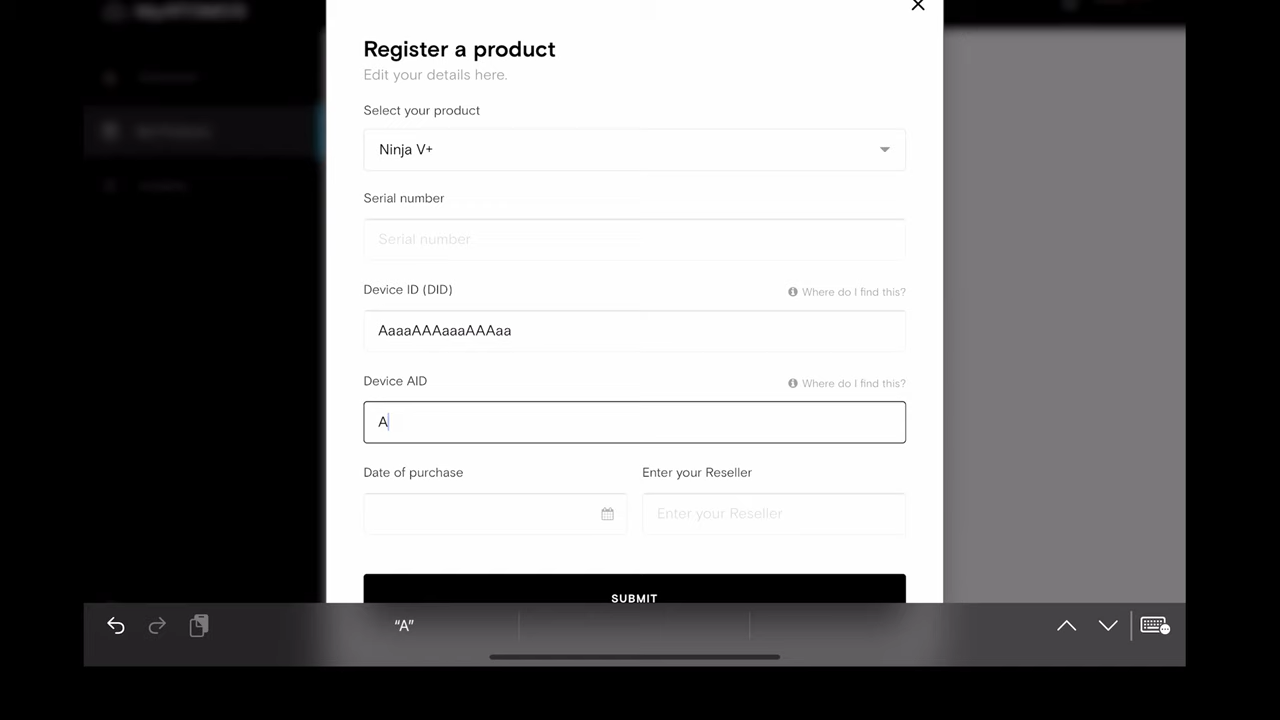 Register a product
Edit your details here.
Select your product
Ninja V+
Serial number
Serial number
Device ID (DID)
Where do I find this?
AaaaAAAaaaAAAaa
Device AID
Where do I find this?
A
Date of purchase
Enter your Reseller
Enter your Reseller
SUBMIT
“A”